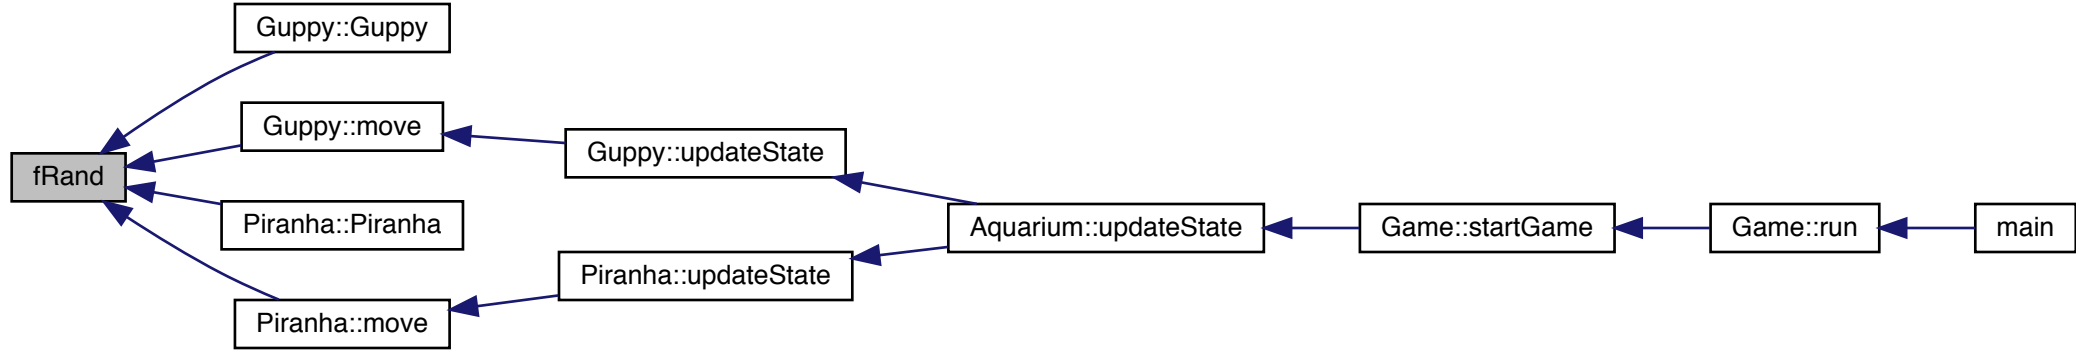 Guppy::Guppy
Guppy::move
Guppy::updateState
fRand
Piranha::Piranha
Aquarium::updateState
Game::startGame
Game::run
main
Piranha::updateState
Piranha::move